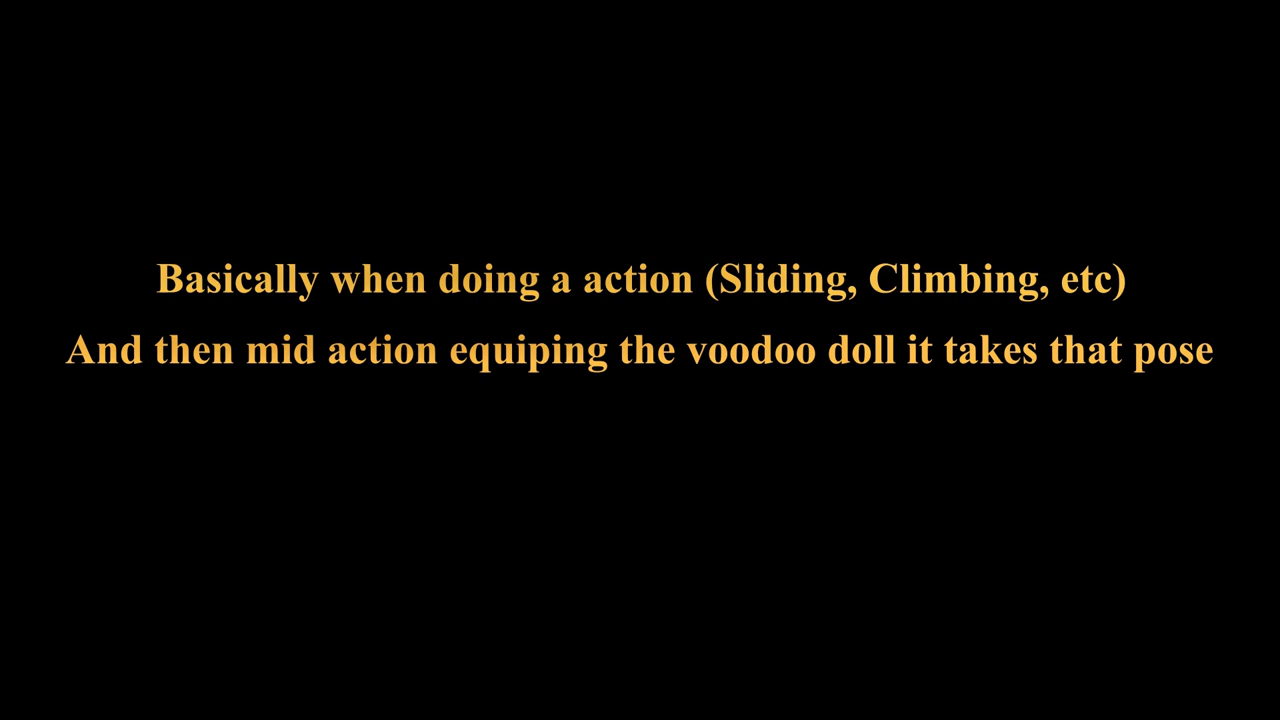 Basically when doing a action (Sliding, Climbing, etc)
And then mid action equiping the voodoo doll it takes that pose